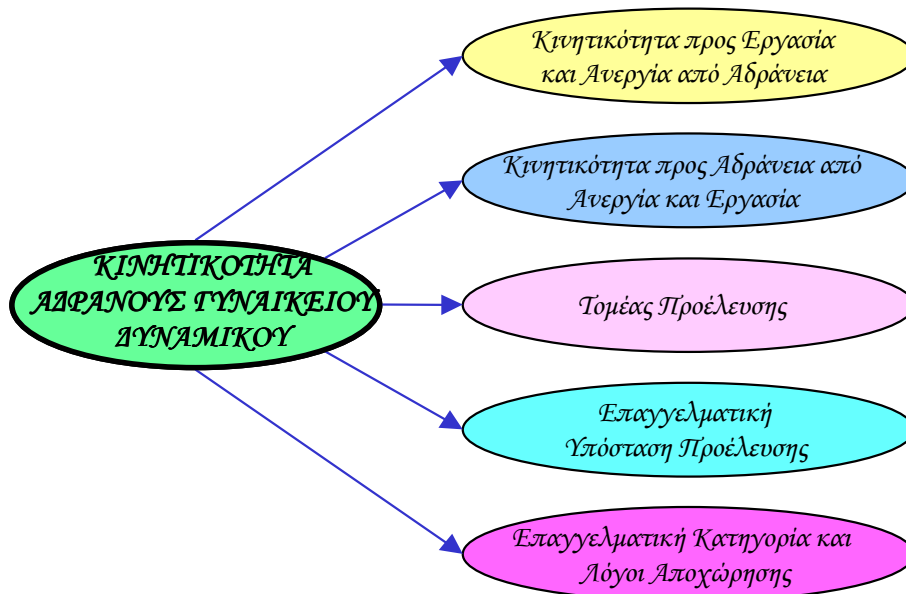 Κινητικότητα προς Εργασία
και Ανεργία από Αδράνεια
Κινητικότητα προς Αδράνεια από
Ανεργία και Εργασία
ΚΙΝΗΤΙΚΟΤΗΤΑ
ΑΔΡΑΝΟΥΣ ΓΥΝΑΙΚΕΙΟΥ
ΔΥΝΑΜΙΚΟΥ
Τομέας Προέλευσης
Επαγγελματική
Υπόσταση Προέλευσης
Επαγγελματική Κατηγορία και
Λόγοι Αποχώρησης